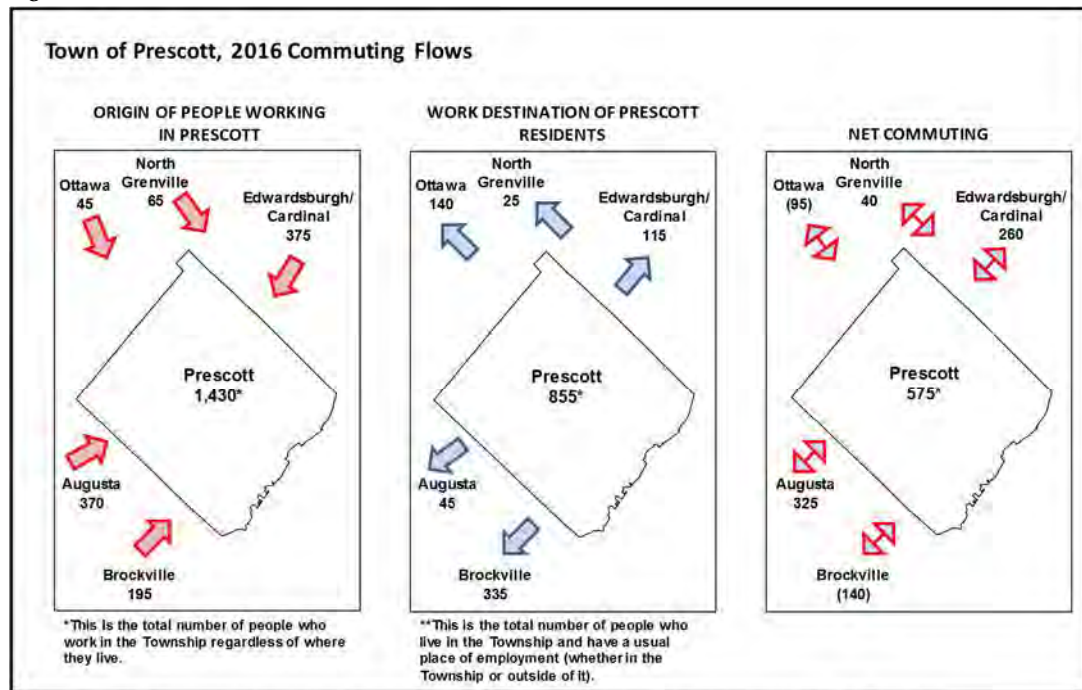 Town of Prescott, 2016 Commuting Flows
ORIGIN OF PEOPLE WORKING
IN PRESCOTT
Ottawa
45
North
Grenville
65
Edwardsburgh/
Cardinal
375
Prescott
1,430*
Augusta
370
Brockville
195
*This is the total number of people who
work in the Township regardless of where
they live.
WORK DESTINATION OF PRESCOTT
RESIDENTS
Ottawa
140
North
Grenville
25
Edwardsburgh/
Cardinal
115
Prescott
855*
Augusta
45
Brockville
335
**This is the total number of people who
live in the Township and have a usual
place of employment (whether in the
Township or outside of it).
NET COMMUTING
Ottawa
(95)
North
Grenville
40
Edwardsburgh/
Cardinal
260
Prescott
575*
Augusta
325
Brockville
(140)